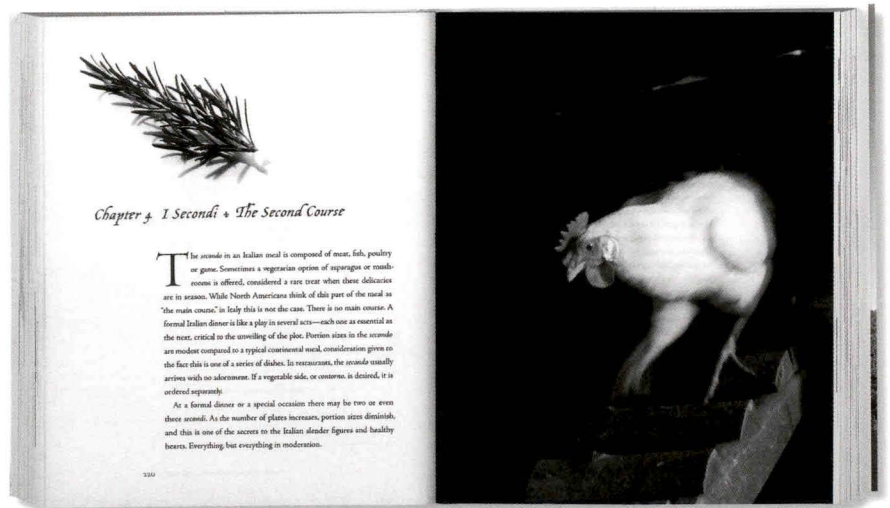 Chapter 4 I Secondi + The Second Course
The secondo in an Italian meal is composed of meat, fish, poultry
or game. Sometimes a vegetarian option of asparagus or mush-
rooms is offered, considered a rare treat when these delicacies
are in season. While North Americans think of this part of the meal as
"the main course," in Italy this is not the case. There is no main course. A
formal Italian dinner is like a play in several acts—each one as essential as
the next, critical to the unveiling of the plot. Portion sizes in the secondo
are modest compared to a typical continental meal, consideration given to
the fact this is one of a series of dishes. In restaurants, the secondo usually
arrives with no adornment. If a vegetable side, or contorno, is desired, it is
ordered separately.
At a formal dinner or a special occasion there may be two or even
three secondi. As the number of plates increases, portion sizes diminish,
and this is one of the secrets to the Italian slender figures and healthy
hearts. Everything, but everything in moderation.
220